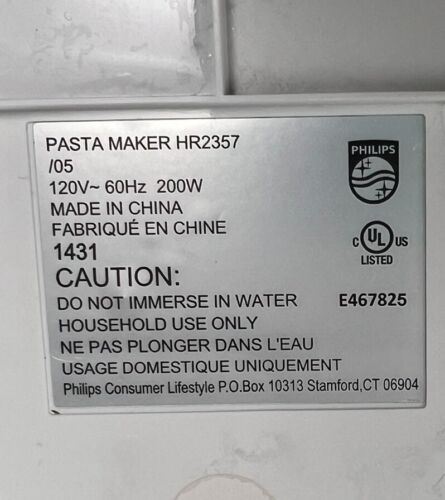 PASTA MAKER HR2357
/05
120V~ 60Hz 200W
MADE IN CHINA
FABRIQUÉ EN CHINE
1431
CAUTION:
DO NOT IMMERSE IN WATER
HOUSEHOLD USE ONLY
NE PAS PLONGER DANS L'EAU
USAGE DOMESTIQUE UNIQUEMENT
Philips Consumer Lifestyle P.O.Box 10313 Stamford,CT 06904
PHILIPS
C UL US
LISTED
E467825